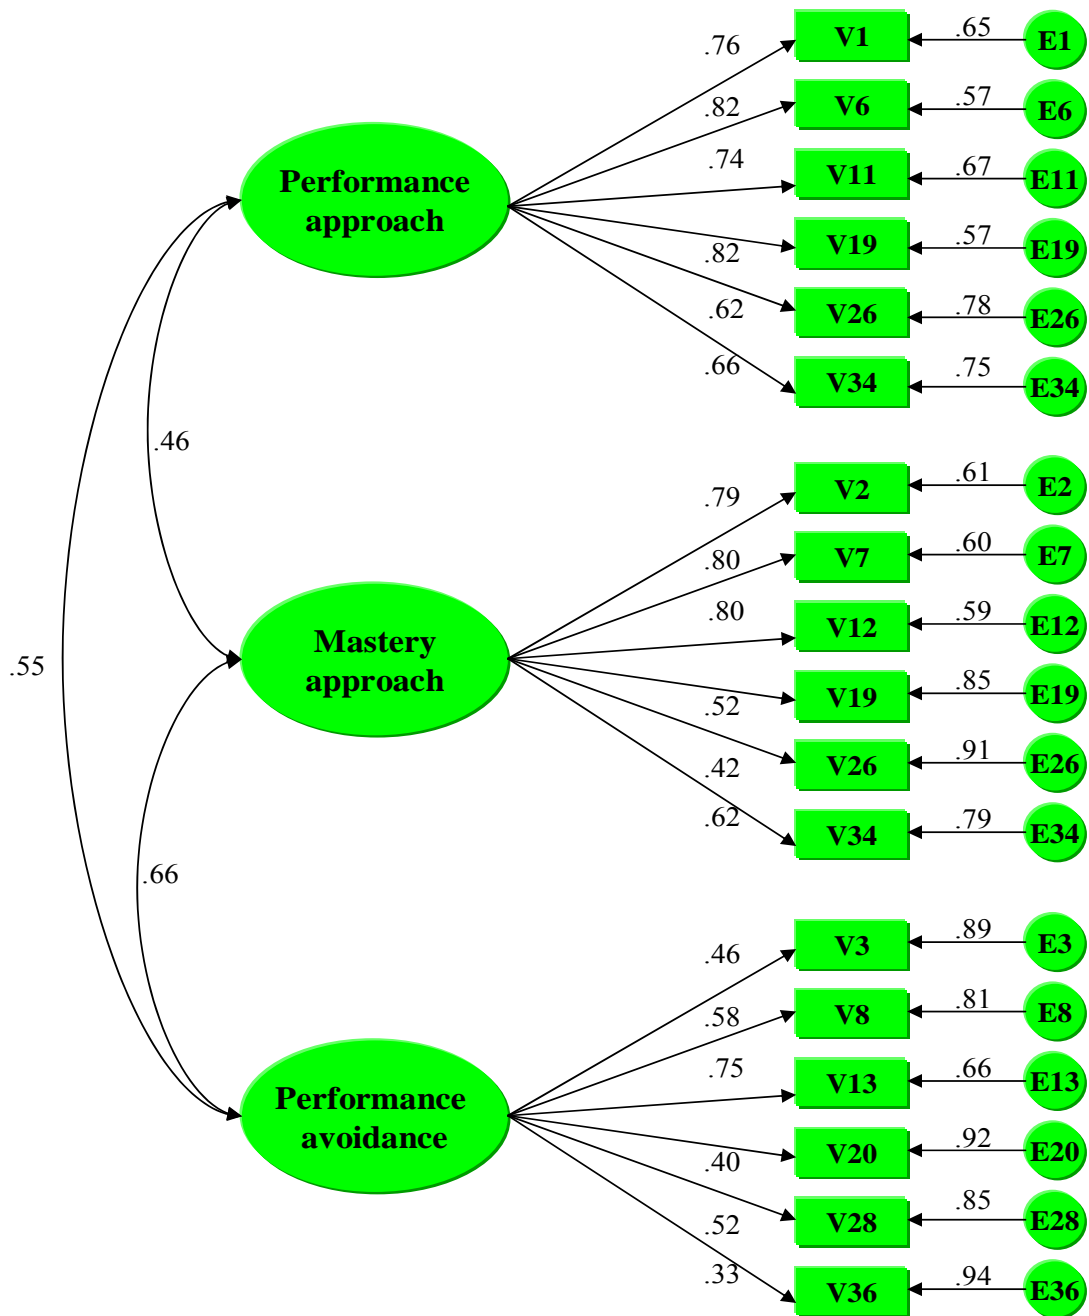 .76
V1
.65
E1
.82
V6
.57
E6
Performance
approach
.74
V11
.67
E11
.82
V19
.57
E19
.62
V26
.78
E26
.66
V34
.75
E34
.46
.79
V2
.61
E2
.80
V7
.60
E7
Mastery
approach
.80
V12
.59
E12
.55
.52
V19
.85
E19
.42
V26
.91
E26
.62
V34
.79
E34
.66
.46
V3
.89
E3
.58
V8
.81
E8
Performance
avoidance
.75
V13
.66
E13
.40
V20
.92
E20
.52
V28
.85
E28
.33
V36
.94
E36